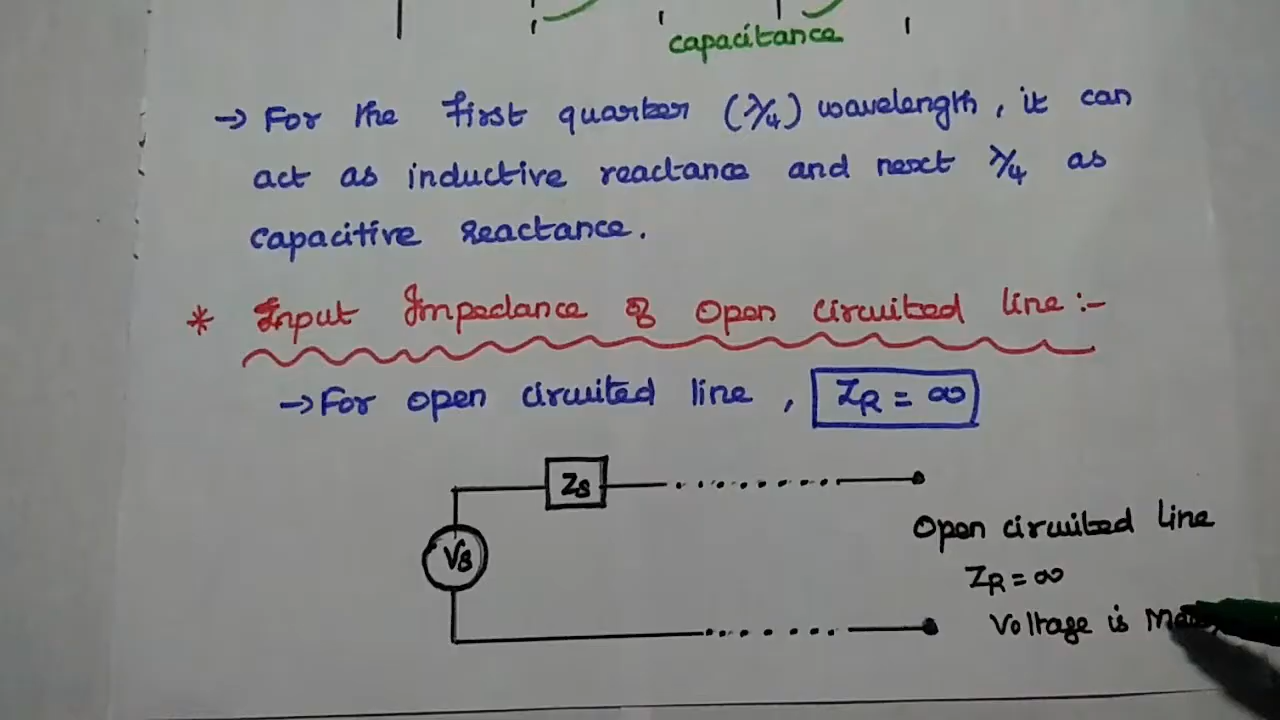 capacitance
→ For the first quarter (λ/4) wavelength, it can
act as inductive reactance and next λ/4 as
capacitive reactance.
* Input Impedance of Open circuited line :-
→ For open circuited line , ZR = ∞
ZS
VS
Open circuited line
ZR = ∞
Voltage is